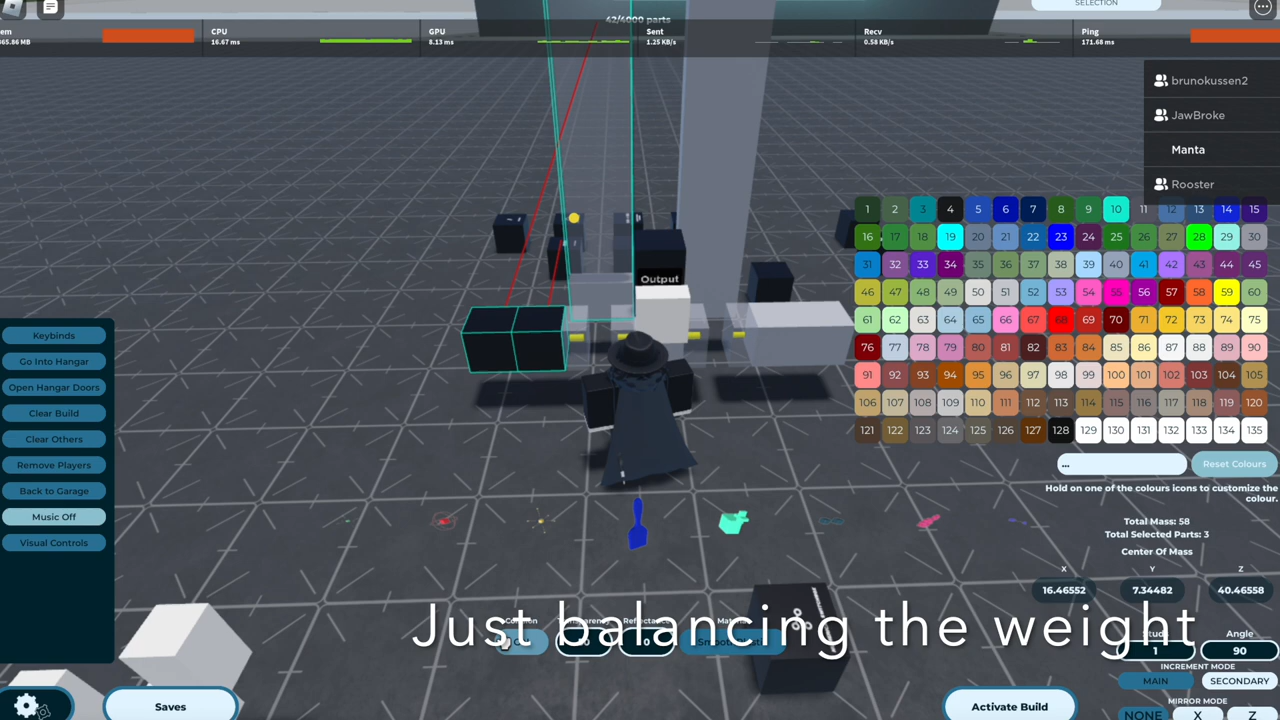 SELECTION
42/4000 parts
CPU
16.67 ms
GPU
8.13 ms
Sent
1.25 KB/s
Recv
0.58 KB/s
Ping
171.68 ms
brunokussen2
JawBroke
Manta
Rooster
1 2 3 4 5 6 7 8 9 10 11 12 13 14 15
16 17 18 19 20 21 22 23 24 25 26 27 28 29 30
31 32 33 34 35 36 37 38 39 40 41 42 43 44 45
46 47 48 49 50 51 52 53 54 55 56 57 58 59 60
61 62 63 64 65 66 67 68 69 70 71 72 73 74 75
76 77 78 79 80 81 82 83 84 85 86 87 88 89 90
91 92 93 94 95 96 97 98 99 100 101 102 103 104 105
106 107 108 109 110 111 112 113 114 115 116 117 118 119 120
121 122 123 124 125 126 127 128 129 130 131 132 133 134 135
Output
Keybinds
Go Into Hangar
Open Hangar Doors
Clear Build
Clear Others
Remove Players
Back to Garage
Music Off
Visual Controls
...
Reset Colours
Hold on one of the colours icons to customize the
colour.
Total Mass: 58
Total Selected Parts: 3
Center Of Mass
X Y Z
16.46552 7.34482 40.46558
Just balancing the weight
Angle
1 90
INCREMENT MODE
MAIN SECONDARY
MIRROR MODE
NONE X Z
Saves
Activate Build